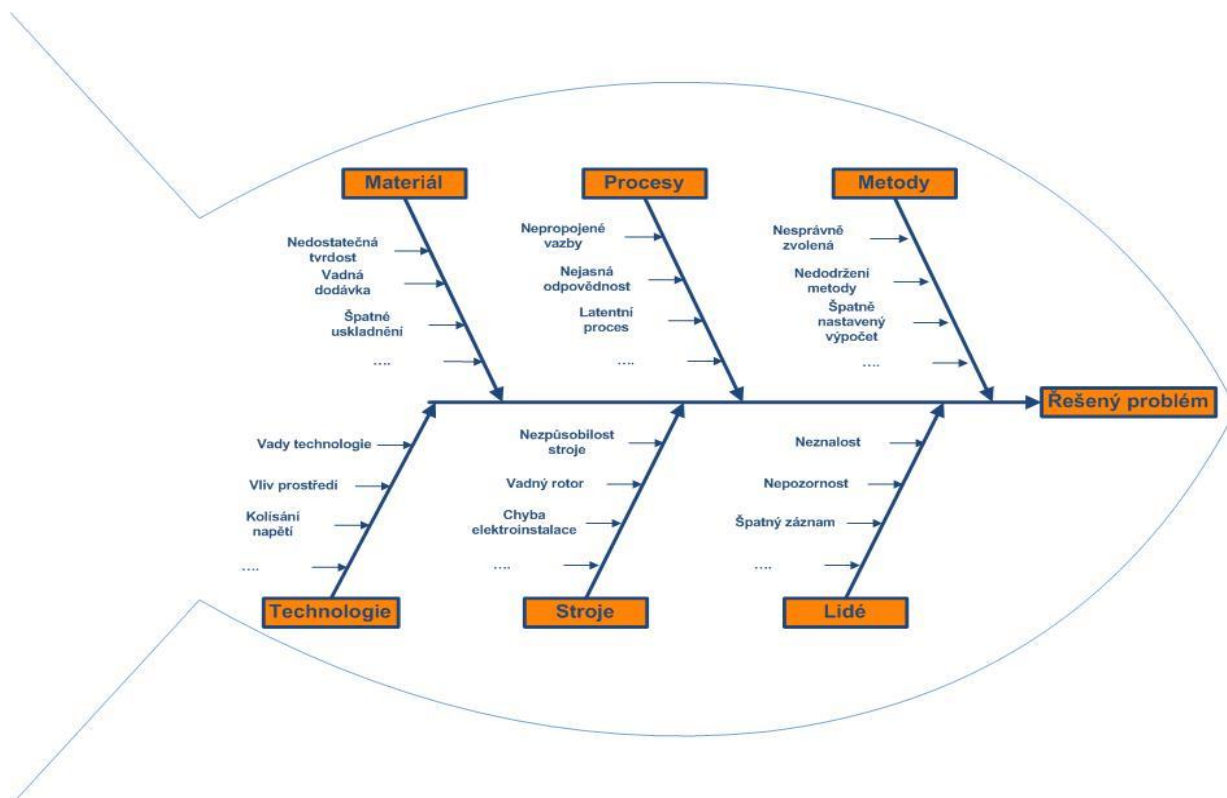 Materiál
Procesy
Metody
Nedostatečná
tvrdost
Vadná
dodávka
Špatné
uskladnění
....
Nepropojené
vazby
Nejasná
odpovědnost
Latentní
proces
....
Nesprávně
zvolená
Nedodržení
metody
Špatně
nastavený
výpočet
....
Řešený problém
Vady technologie
Vliv prostředí
Kolísání
napětí
....
Nezpůsobilost
stroje
Vadný rotor
Chyba
elektroinstalace
....
Neznalost
Nepozornost
Špatný záznam
....
Technologie
Stroje
Lidé